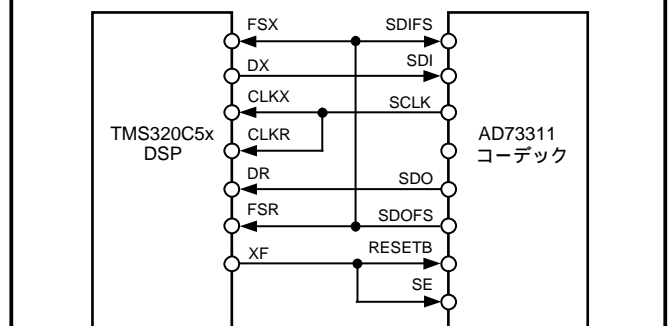 FSX SDIFS
DX SDI
CLKX SCLK
CLKR
TMS320C5x
DSP
AD73311
コーデック
DR SDO
FSR SDOFS
XF RESETB
SE